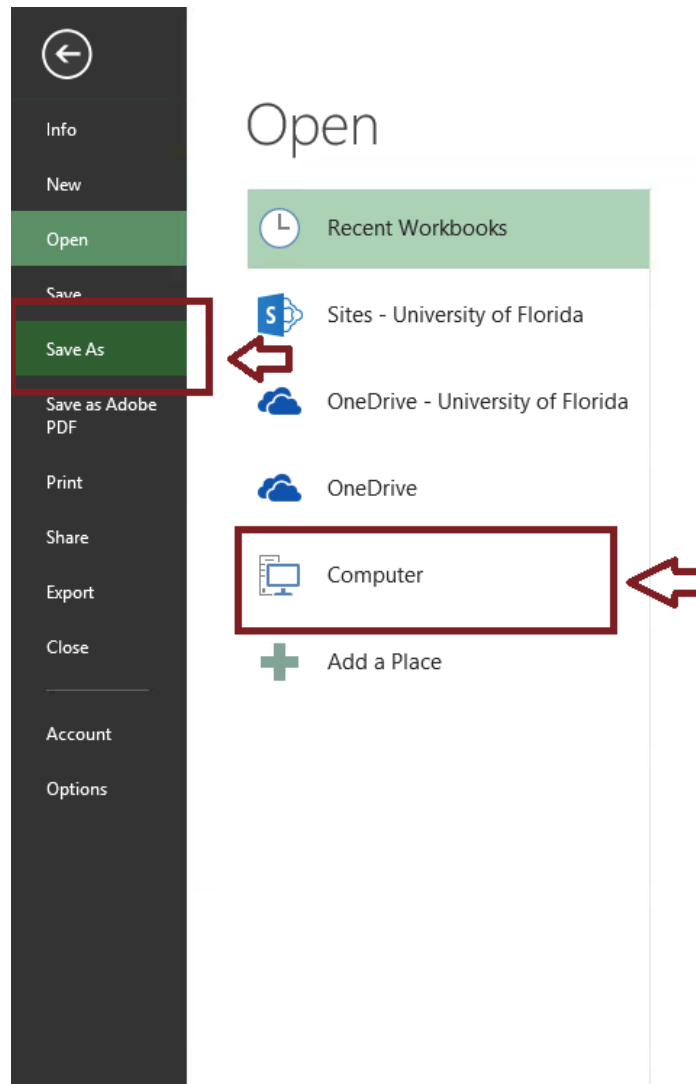 Info
New
Open
Save
Save As
Save as Adobe
PDF
Print
Share
Export
Close
Account
Options
Open
Recent Workbooks
S
Sites - University of Florida
OneDrive - University of Florida
OneDrive
Computer
Add a Place